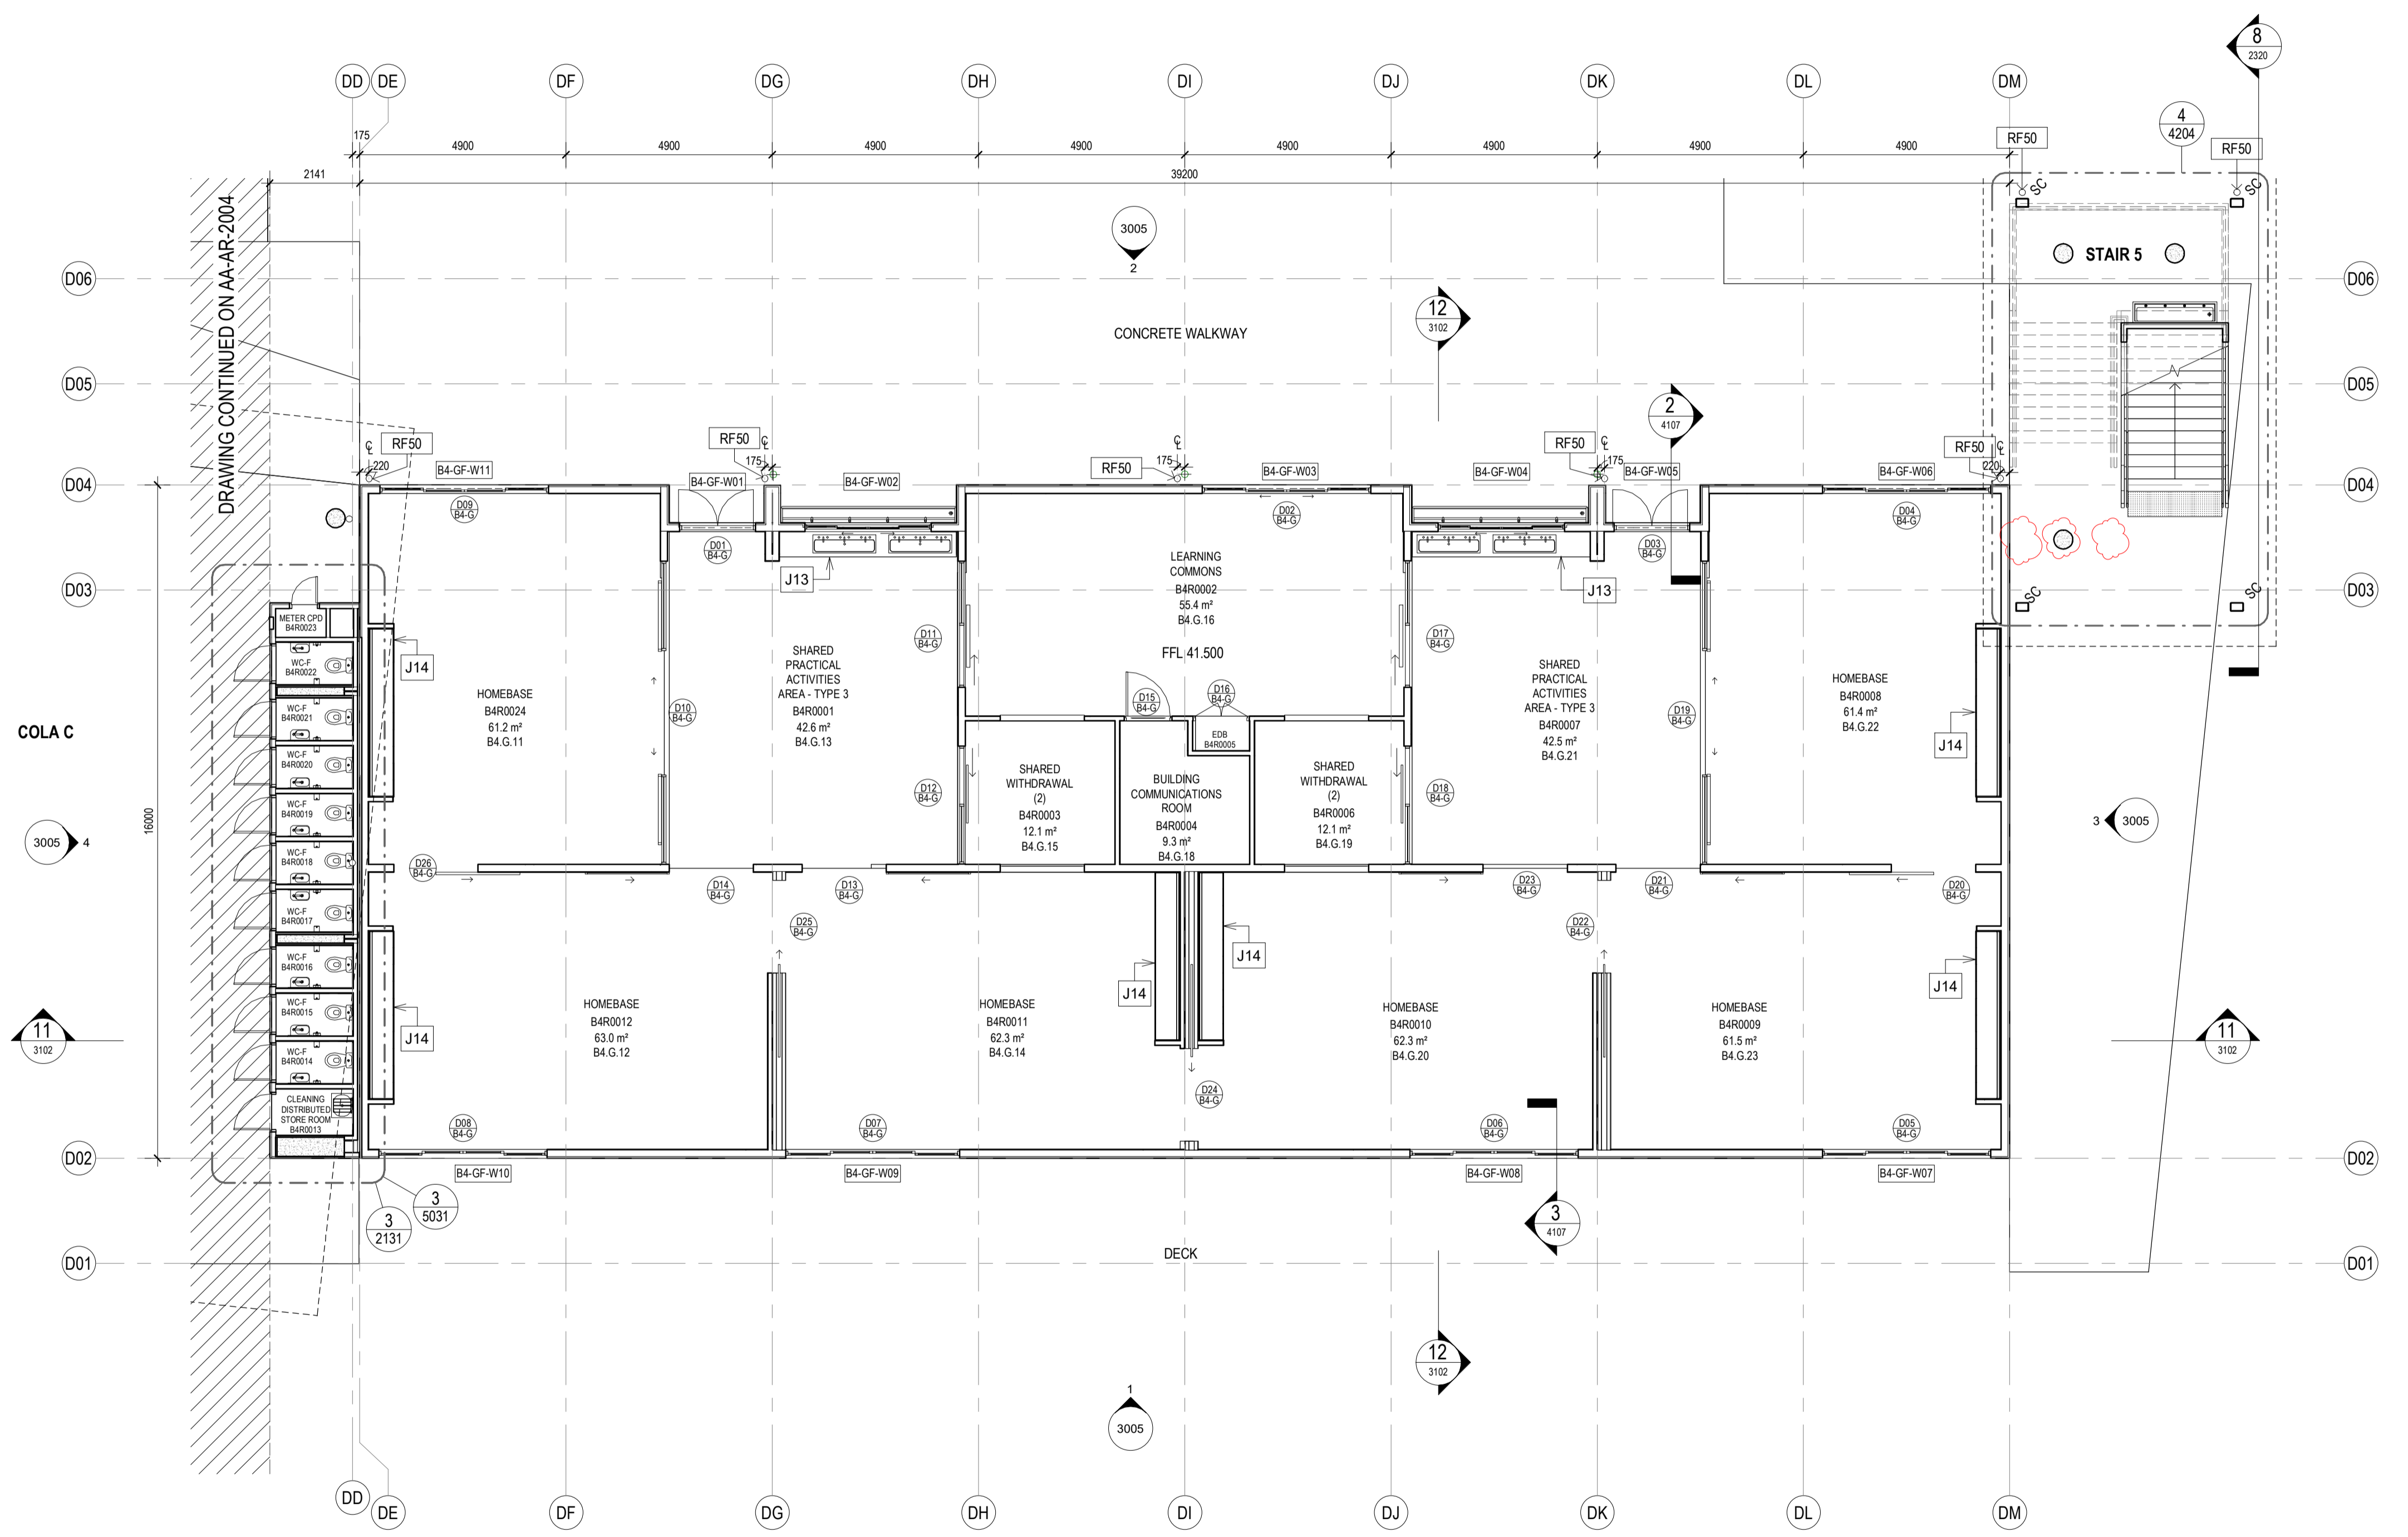 8
2320
DD
DE
DF
DG
DH
DI
DJ
DK
DL
DM
4
4204
175
4900
4900
4900
4900
4900
4900
4900
4900
RF50
RF50
2141
39200
SC
SC
DRAWING CONTINUED ON AA-AR-2004
3005
2
STAIR 5
D06
D06
12
3102
CONCRETE WALKWAY
D05
D05
2
4107
RF50
220
B4-GF-W11
RF50
175
B4-GF-W01
B4-GF-W02
RF50
175
B4-GF-W03
B4-GF-W04
RF50
175
B4-GF-W05
B4-GF-W06
RF50
220
D04
D04
D09
B4-G
D02
B4-G
D04
B4-G
D01
B4-G
D03
B4-G
J13
J13
LEARNING
COMMONS
B4R0002
55.4 m²
B4.G.16
FFL 41.500
D03
D03
SC
SC
METER CPD
B4R0023
WC-F
B4R0022
WC-F
B4R0021
WC-F
B4R0020
WC-F
B4R0019
WC-F
B4R0018
WC-F
B4R0017
WC-F
B4R0016
WC-F
B4R0015
WC-F
B4R0014
CLEANING
DISTRIBUTED
STORE ROOM
B4R0013
J14
HOMEBASE
B4R0024
61.2 m²
B4.G.11
D10
B4-G
SHARED
PRACTICAL
ACTIVITIES
AREA - TYPE 3
B4R0001
42.6 m²
B4.G.13
D11
B4-G
D12
B4-G
D15
B4-G
D16
B4-G
EDB
B4R0005
D17
B4-G
D18
B4-G
SHARED
PRACTICAL
ACTIVITIES
AREA - TYPE 3
B4R0007
42.5 m²
B4.G.21
D19
B4-G
HOMEBASE
B4R0008
61.4 m²
B4.G.22
J14
COLA C
SHARED
WITHDRAWAL
(2)
B4R0003
12.1 m²
B4.G.15
BUILDING
COMMUNICATIONS
ROOM
B4R0004
9.3 m²
B4.G.18
SHARED
WITHDRAWAL
(2)
B4R0006
12.1 m²
B4.G.19
16000
3005
4
3
3005
D26
B4-G
D14
B4-G
D13
B4-G
D23
B4-G
D21
B4-G
D20
B4-G
D25
B4-G
D22
B4-G
J14
J14
J14
J14
HOMEBASE
B4R0012
63.0 m²
B4.G.12
HOMEBASE
B4R0011
62.3 m²
B4.G.14
HOMEBASE
B4R0010
62.3 m²
B4.G.20
HOMEBASE
B4R0009
61.5 m²
B4.G.23
11
3102
11
3102
D24
B4-G
D08
B4-G
D07
B4-G
D06
B4-G
D05
B4-G
D02
D02
B4-GF-W10
B4-GF-W09
B4-GF-W08
B4-GF-W07
3
5031
3
2131
3
4107
DECK
D01
D01
12
3102
1
3005
DD
DE
DF
DG
DH
DI
DJ
DK
DL
DM